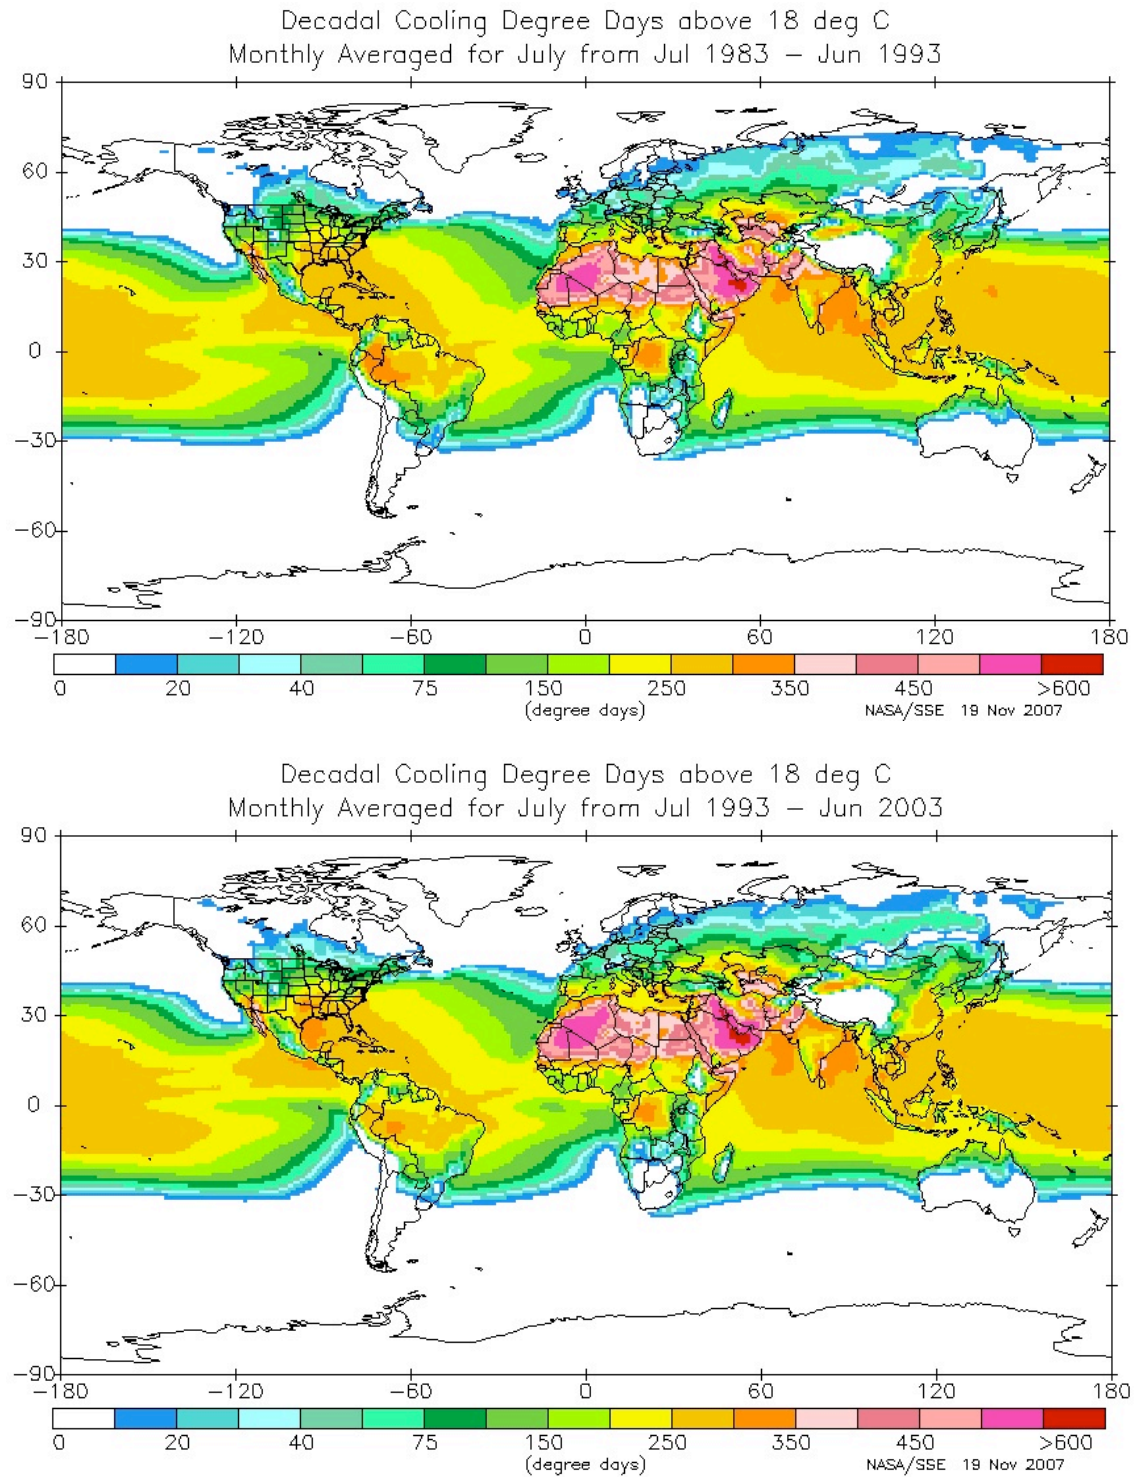 Decadal Cooling Degree Days above 18 deg C
Monthly Averaged for July from Jul 1983 – Jun 1993
90
60
30
0
−30
−60
−90
−180 −120 −60 0 60 120 180
0 20 40 75 150 250 350 450 >600
(degree days)
NASA/SSE 19 Nov 2007
Decadal Cooling Degree Days above 18 deg C
Monthly Averaged for July from Jul 1993 – Jun 2003
90
60
30
0
−30
−60
−90
−180 −120 −60 0 60 120 180
0 20 40 75 150 250 350 450 >600
(degree days)
NASA/SSE 19 Nov 2007